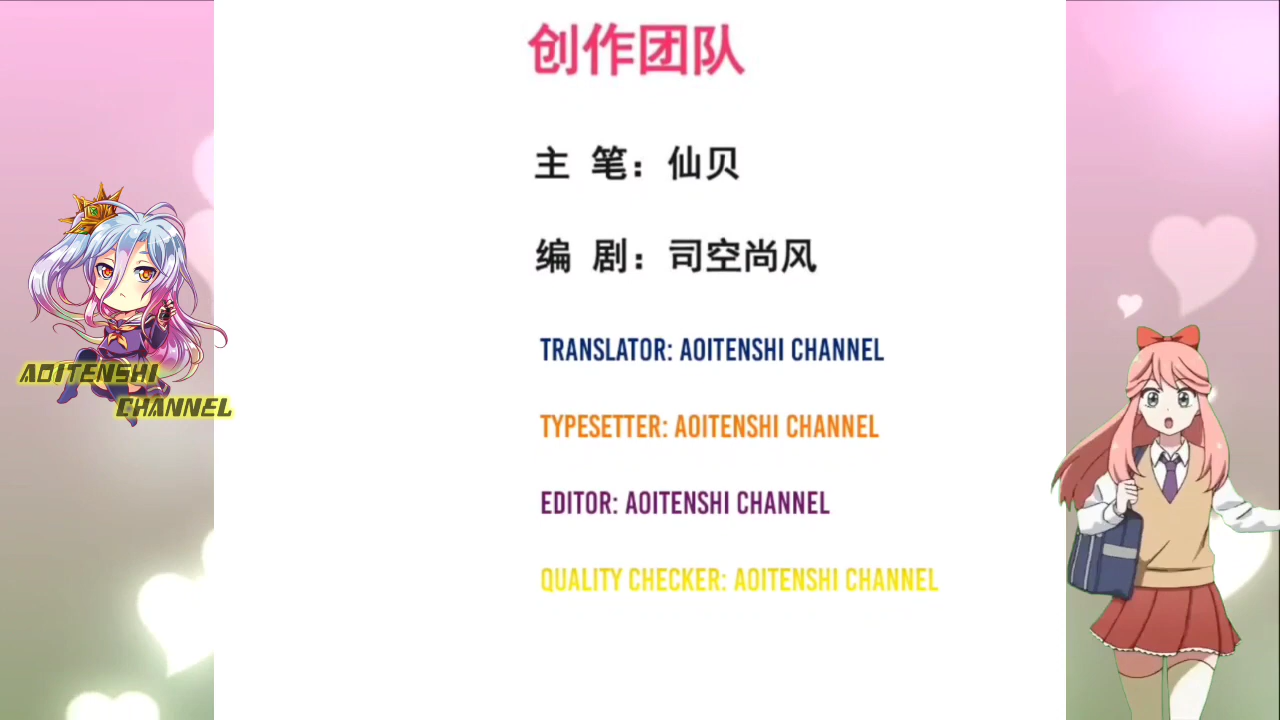 创作团队
主 笔：仙贝
编 剧：司空尚风
TRANSLATOR: AOITENSHI CHANNEL
AOITENSHI
CHANNEL
TYPESETTER: AOITENSHI CHANNEL
EDITOR: AOITENSHI CHANNEL
QUALITY CHECKER: AOITENSHI CHANNEL